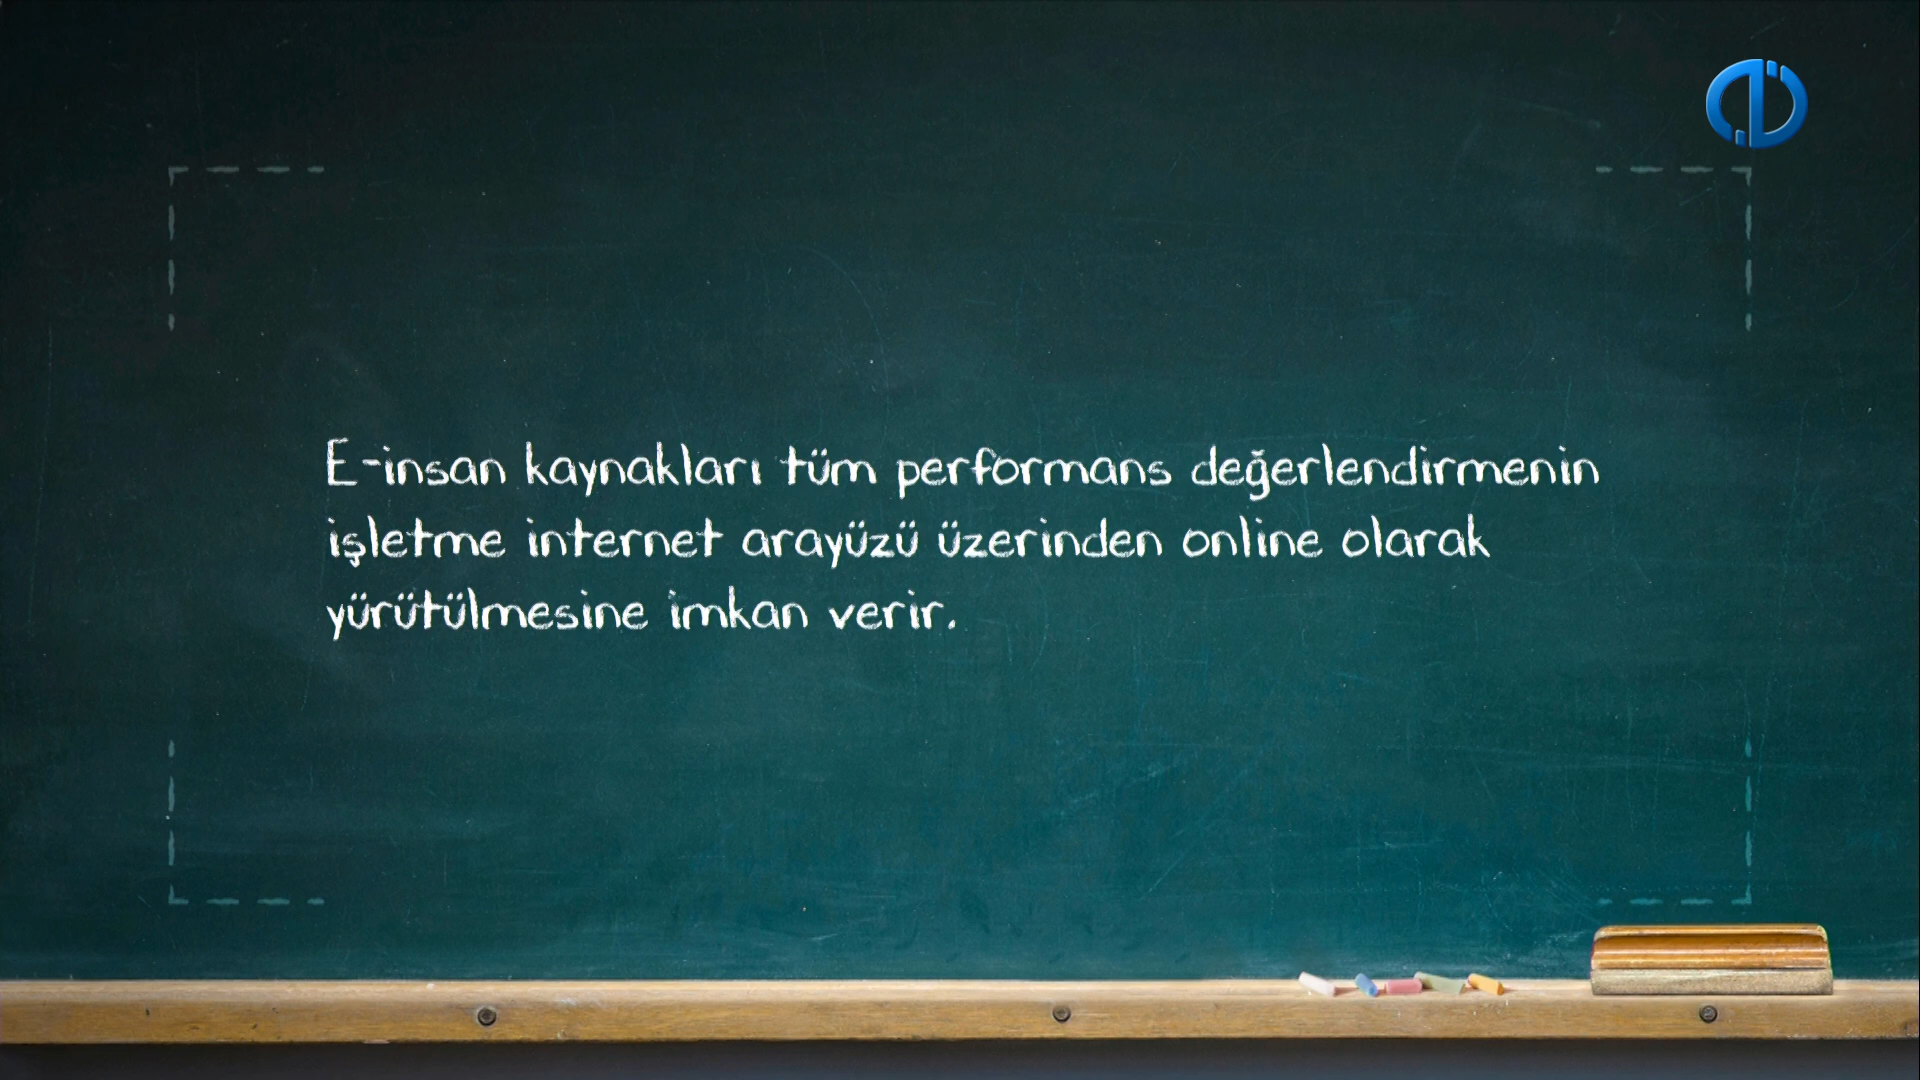 E-insan kaynakları tüm performans değerlendirmenin
işletme internet arayüzü üzerinden online olarak
yürütülmesine imkan verir.